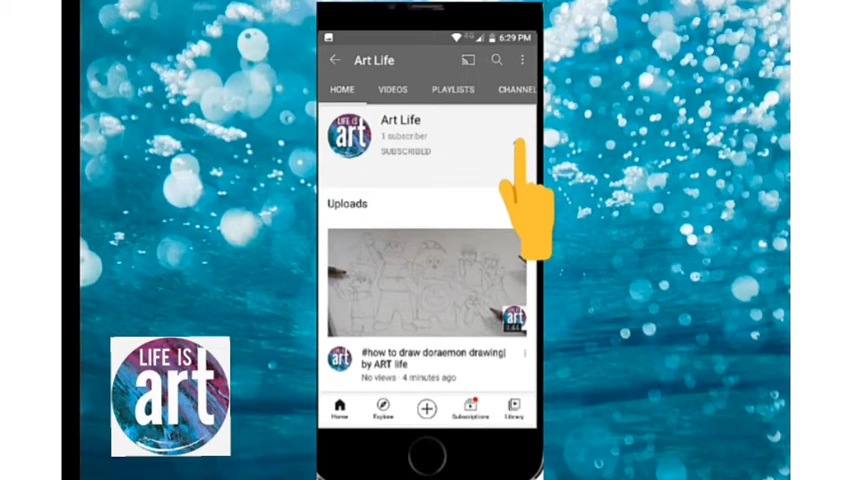 6:29 PM
Art Life
HOME VIDEOS PLAYLISTS CHANNEL
LIFE IS
art
Art Life
1 subscriber
SUBSCRIBED
Uploads
art
art
#how to draw doraemon drawing|
by ART life
No views · 4 minutes ago
Home Explore Subscriptions Library
LIFE IS
art